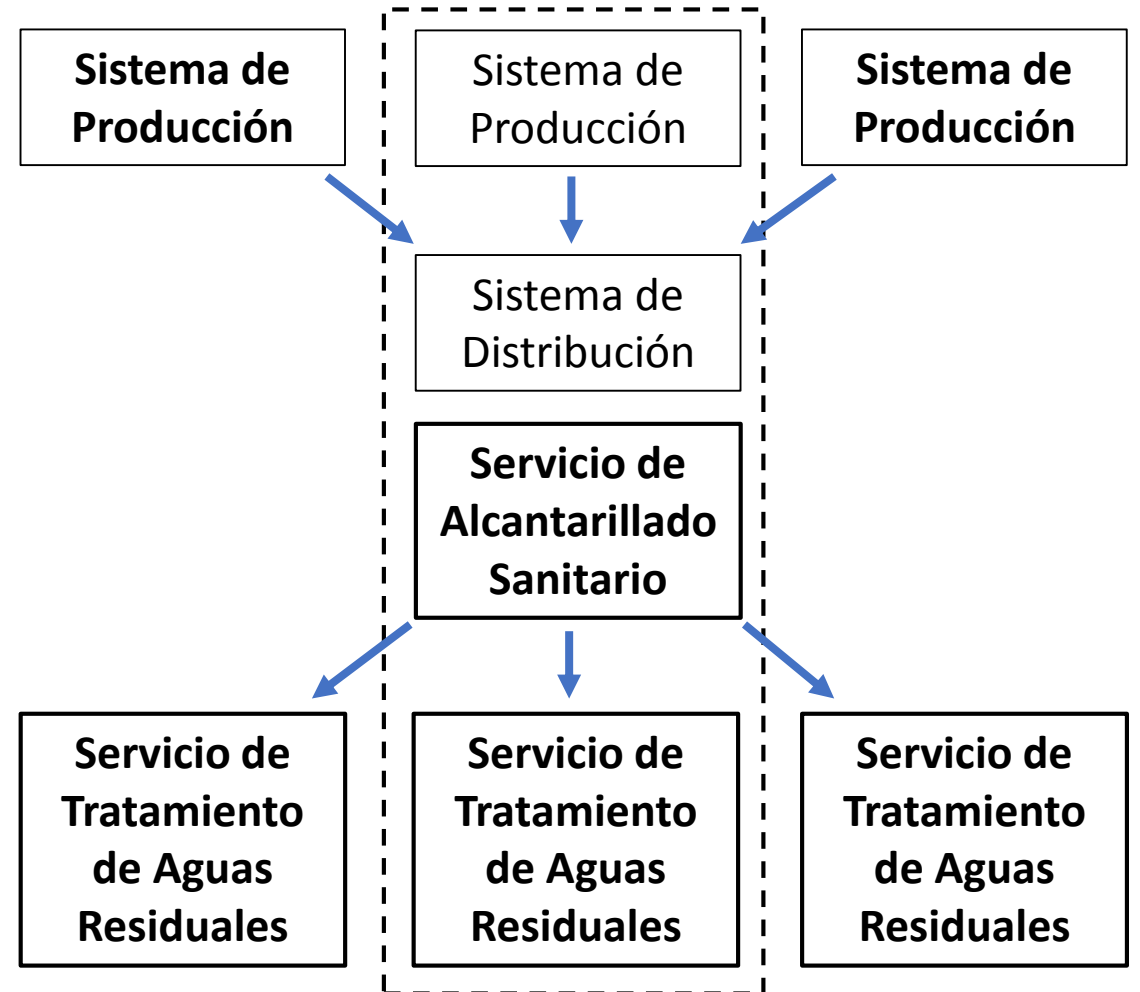 Sistema de
Producción
Sistema de
Producción
Sistema de
Producción
Sistema de
Distribución
Servicio de
Alcantarillado
Sanitario
Servicio de
Tratamiento
de Aguas
Residuales
Servicio de
Tratamiento
de Aguas
Residuales
Servicio de
Tratamiento
de Aguas
Residuales